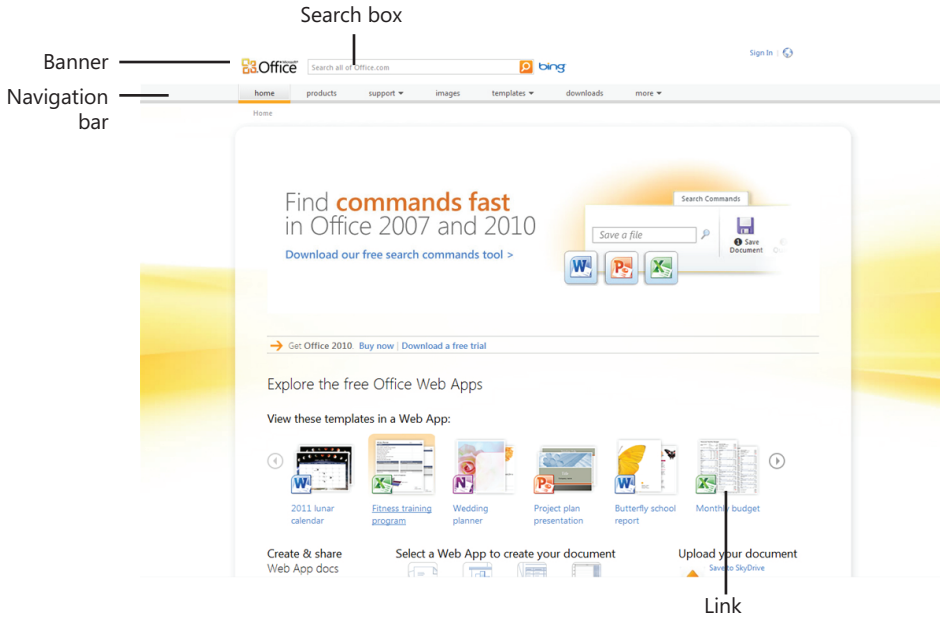 Search box
Banner
Navigation
bar
Sign In
Office
Search all of Office.com
bing
home products support images templates downloads more
Home
Find commands fast
in Office 2007 and 2010
Download our free search commands tool >
Search Commands
Save a file
1 Save
Document
W P X
Get Office 2010. Buy now | Download a free trial
Explore the free Office Web Apps
View these templates in a Web App:
W X N P W X
2011 lunar Fitness training Wedding Project plan Butterfly school Monthly budget
calendar program planner presentation report
Create & share Select a Web App to create your document Upload your document
Web App docs Save to SkyDrive
Link